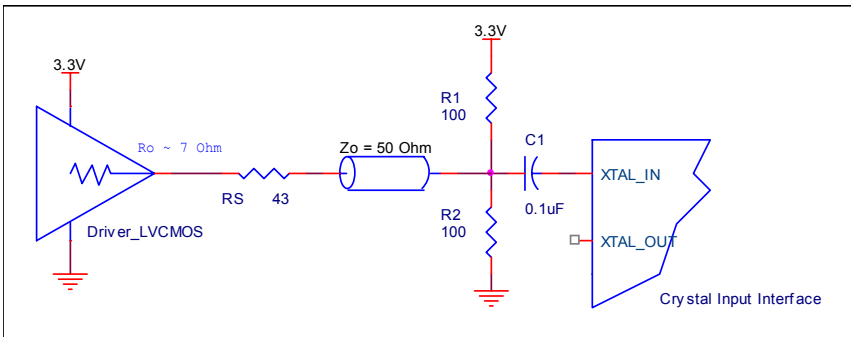 3.3V
3.3V
R1
100
Ro ~ 7 Ohm
Zo = 50 Ohm
C1
XTAL_IN
RS 43
0.1uF
R2
100
Driver_LVCMOS
XTAL_OUT
Crystal Input Interface